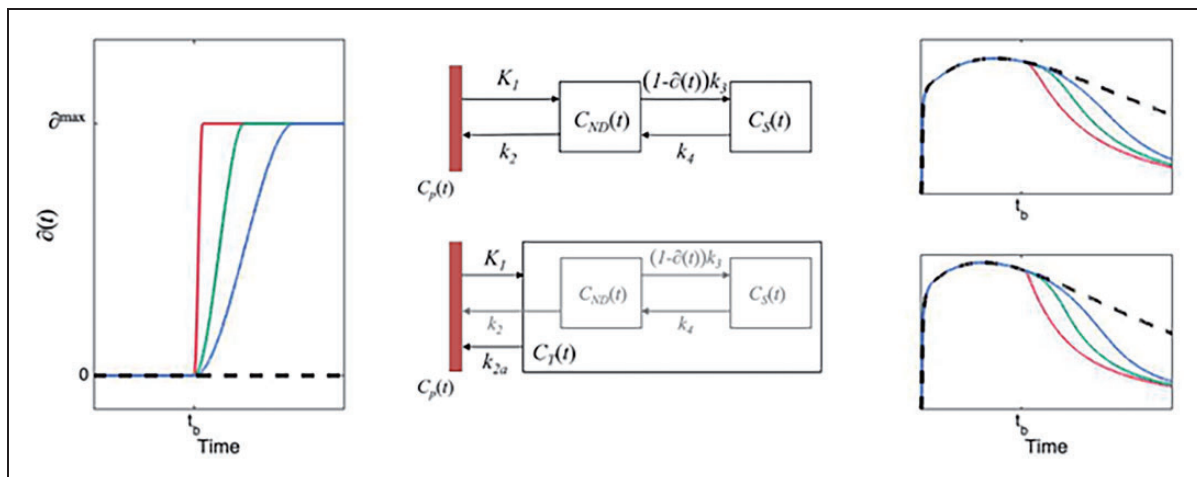 ∂(t)
∂max
0
t_b
Time
K_1
(1-∂(t))k_3
C_ND(t)
C_S(t)
k_2
k_4
C_p(t)
K_1
(1-∂(t))k_3
C_ND(t)
C_S(t)
k_2
k_4
C_T(t)
k_2a
C_p(t)
t_b
t_b
Time